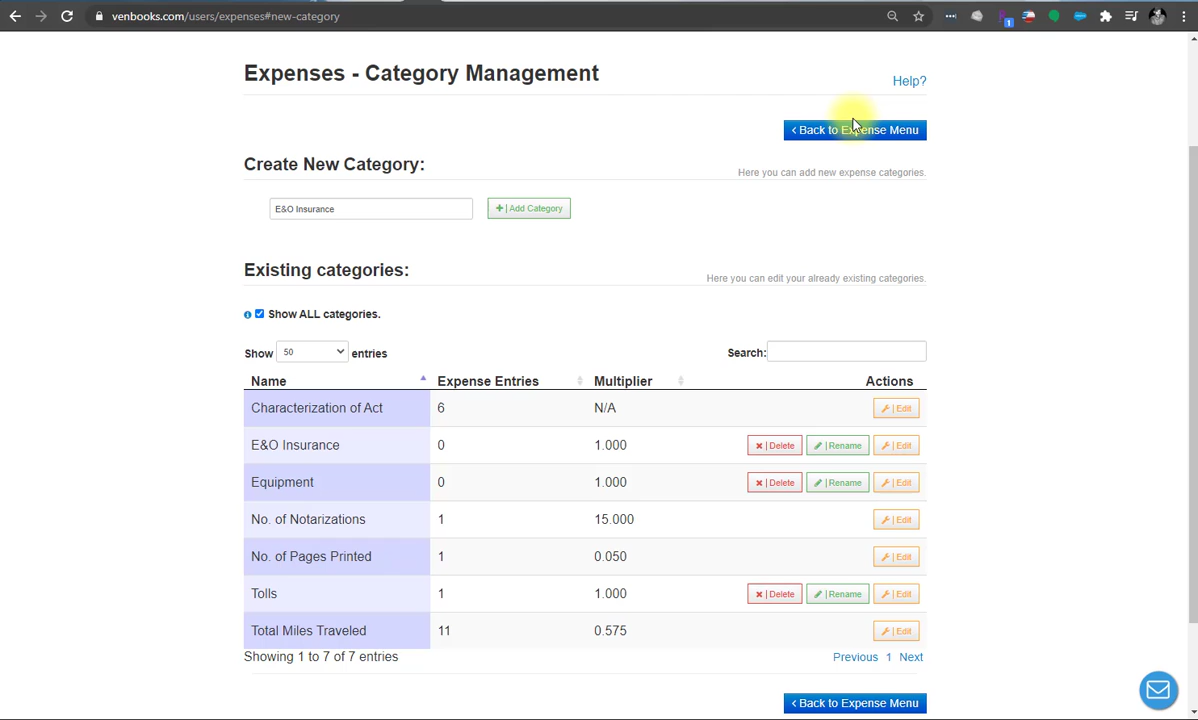 venbooks.com/users/expenses#new-category
1
Expenses - Category Management
Help?
< Back to Expense Menu
Create New Category:
Here you can add new expense categories.
E&O Insurance
+ | Add Category
Existing categories:
Here you can edit your already existing categories.
Show ALL categories.
Show 50 entries
Search:
Name Expense Entries Multiplier Actions
Characterization of Act 6 N/A | Edit
E&O Insurance 0 1.000 × | Delete | Rename | Edit
Equipment 0 1.000 × | Delete | Rename | Edit
No. of Notarizations 1 15.000 | Edit
No. of Pages Printed 1 0.050 | Edit
Tolls 1 1.000 × | Delete | Rename | Edit
Total Miles Traveled 11 0.575 | Edit
Showing 1 to 7 of 7 entries
Previous 1 Next
< Back to Expense Menu